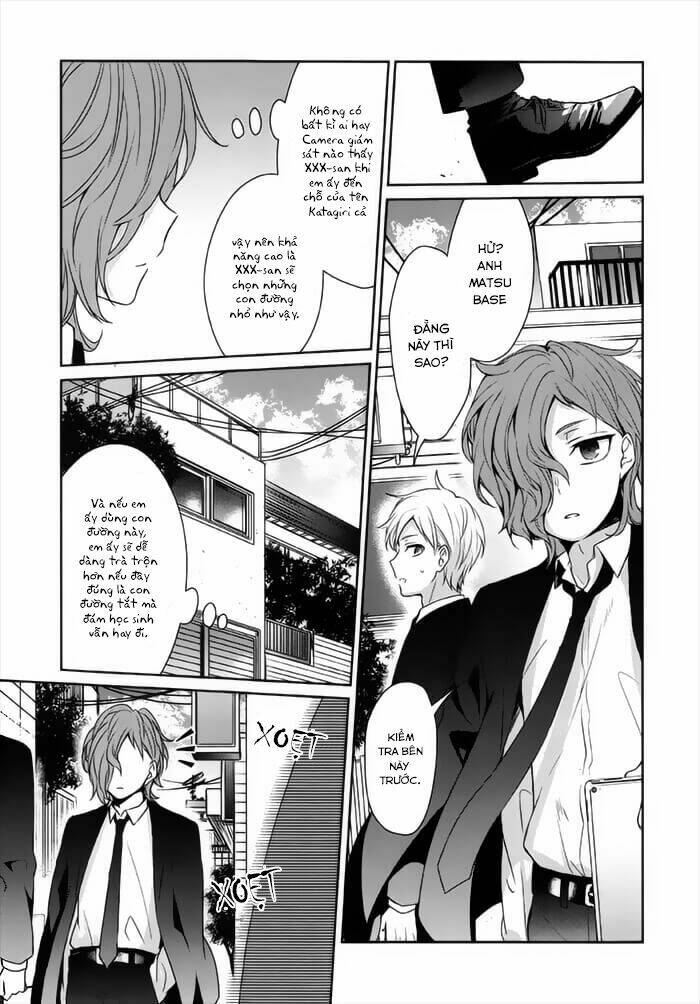 HỬ?
ANH
MATSU
BASE
ĐẰNG
NÀY THÌ
SAO?
KIỂM
TRA BÊN
NÀY
TRƯỚC.
Không có
bất kì ai hay
Camera giám
sát nào thấy
XXX-san khi
em ấy đến
chỗ của tên
Katagiri cả
vậy nên khả
năng cao là
XXX-san sẽ
chọn những
con đường
nhỏ như vậy.
Và nếu em
ấy dùng con
đường này,
em ấy sẽ dễ
dàng trà trộn
hơn nếu đây
đúng là con
đường tắt mà
đám học sinh
vẫn hay đi.
XOẸT
XOẸT